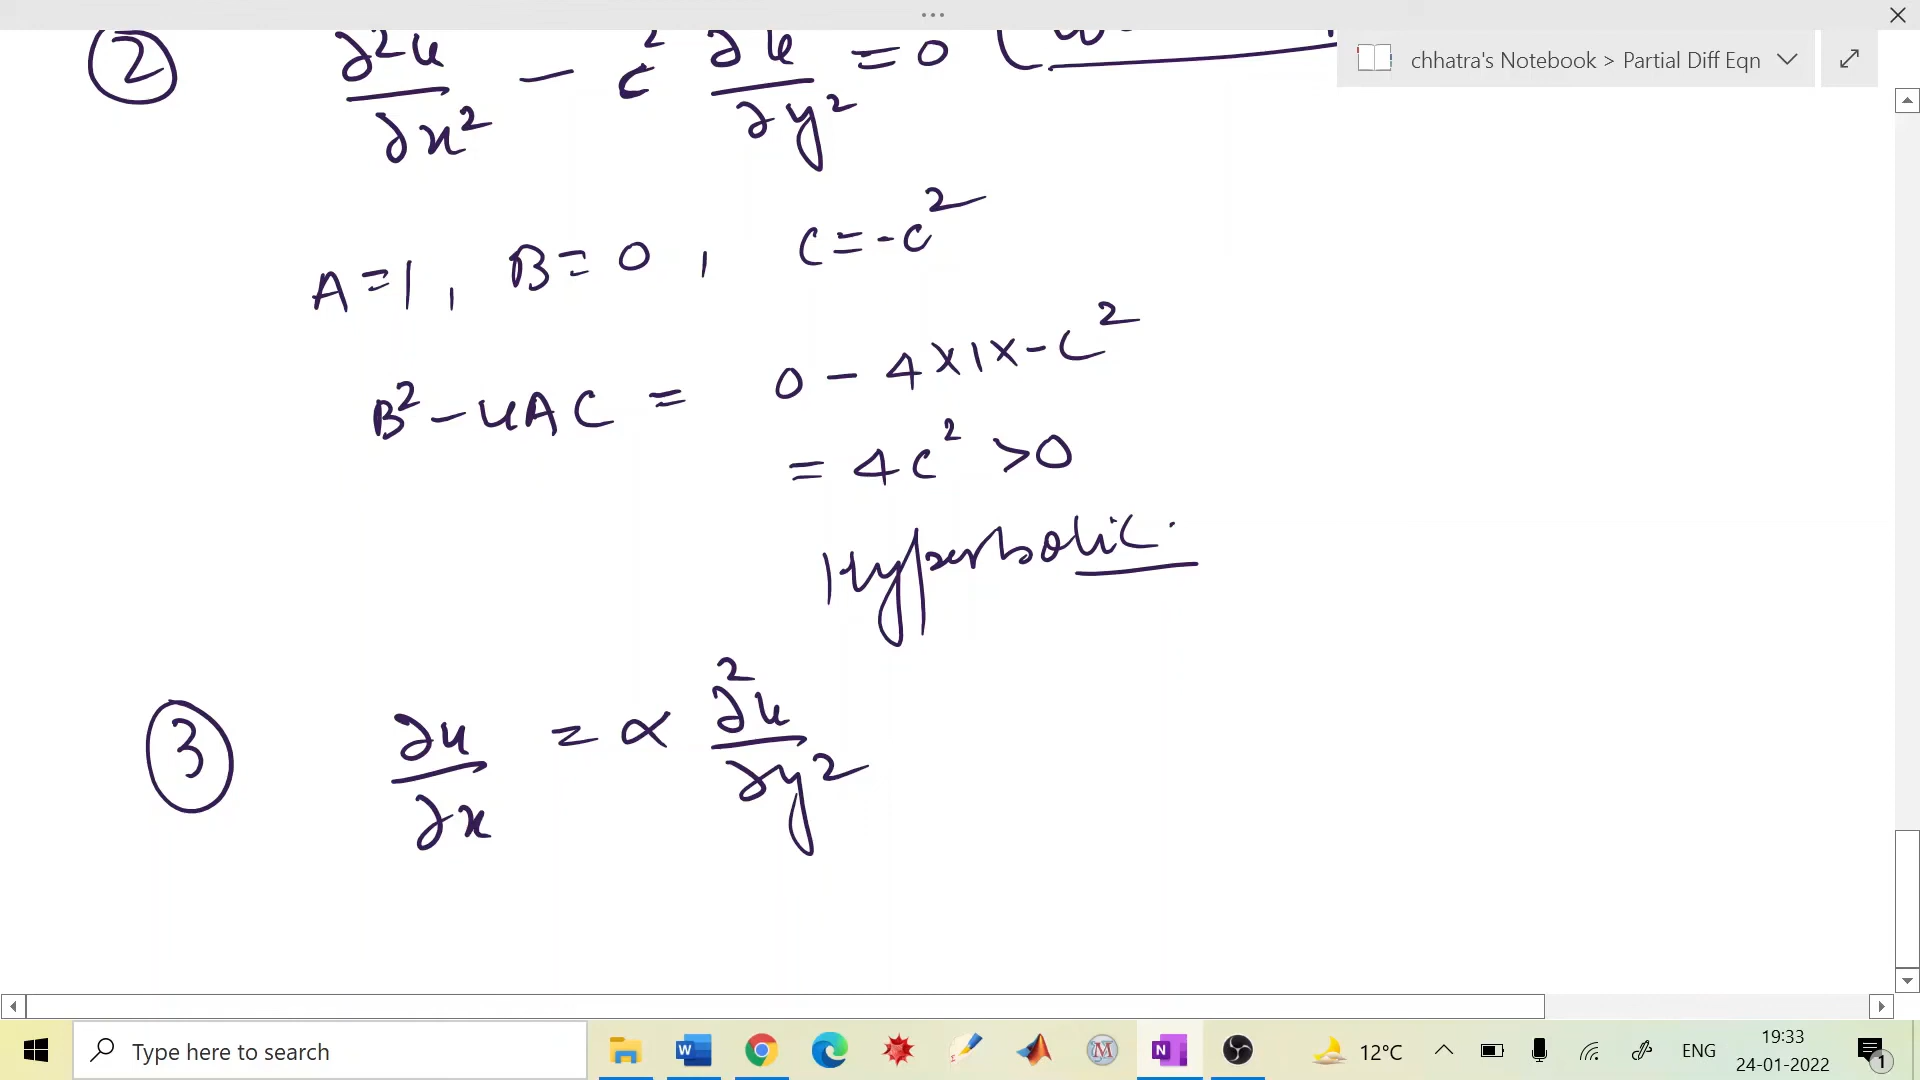 chhatra's Notebook > Partial Diff Eqn
② ∂²u/∂x² − c² ∂²u/∂y² = 0
A = 1, B = 0, C = -c²
B² − 4AC = 0 − 4×1×-c²
= 4c² > 0
Hyperbolic.
③ ∂u/∂x = α ∂²u/∂y²
Type here to search
12°C
ENG
19:33
24-01-2022
1